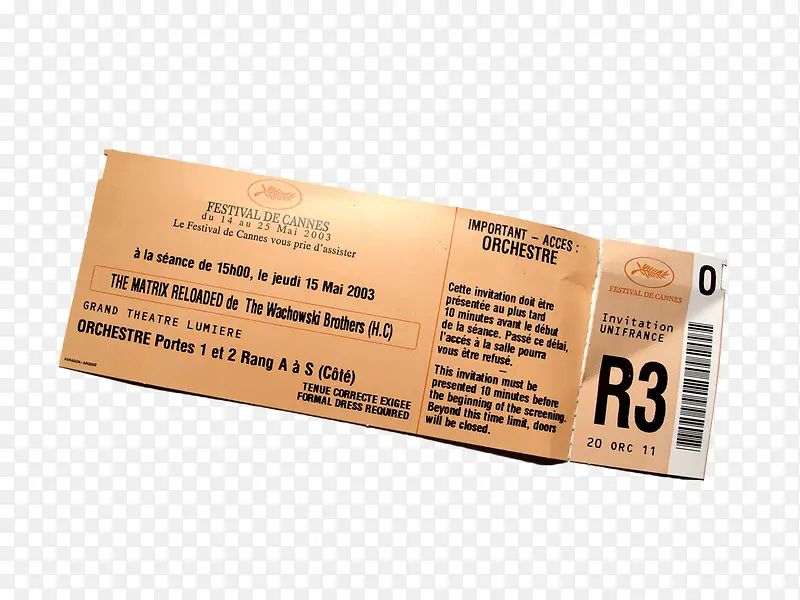 FESTIVAL DE CANNES
du 14 au 25 Mai 2003
Le Festival de Cannes vous prie d'assister
à la séance de 15h00, le jeudi 15 Mai 2003
THE MATRIX RELOADED de The Wachowski Brothers (H.C)
GRAND THEATRE LUMIERE
ORCHESTRE Portes 1 et 2 Rang A à S (Côté)
TENUE CORRECTE EXIGEE
FORMAL DRESS REQUIRED
IMPORTANT – ACCES :
ORCHESTRE
Cette invitation doit être
présentée au plus tard
10 minutes avant le début
de la séance. Passé ce délai,
l'accés à la salle pourra
vous être refusé.
–
This invitation must be
presented 10 minutes before
the beginning of the screening.
Beyond this time limit, doors
will be closed.
FESTIVAL DE CANNES
Invitation
UNIFRANCE
R3
20 ORC 11
0